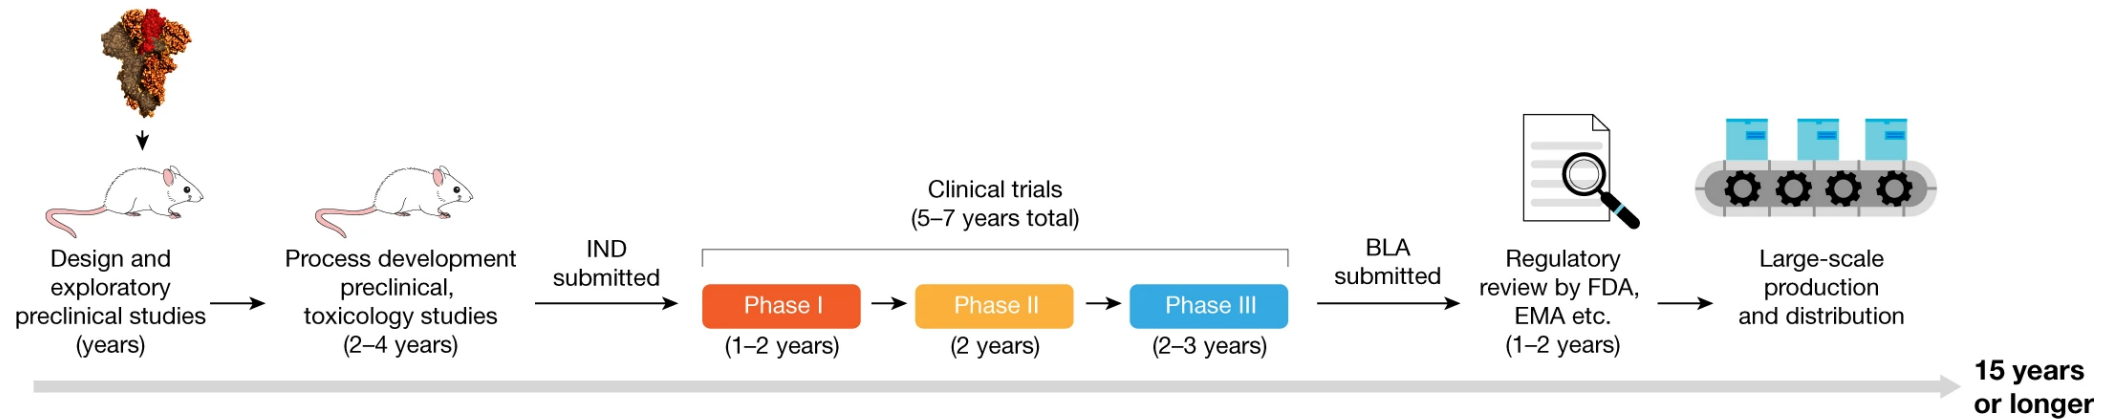 Design and
exploratory
preclinical studies
(years)
Process development
preclinical,
toxicology studies
(2–4 years)
IND
submitted
Clinical trials
(5–7 years total)
Phase I
(1–2 years)
Phase II
(2 years)
Phase III
(2–3 years)
BLA
submitted
Regulatory
review by FDA,
EMA etc.
(1–2 years)
Large-scale
production
and distribution
15 years
or longer